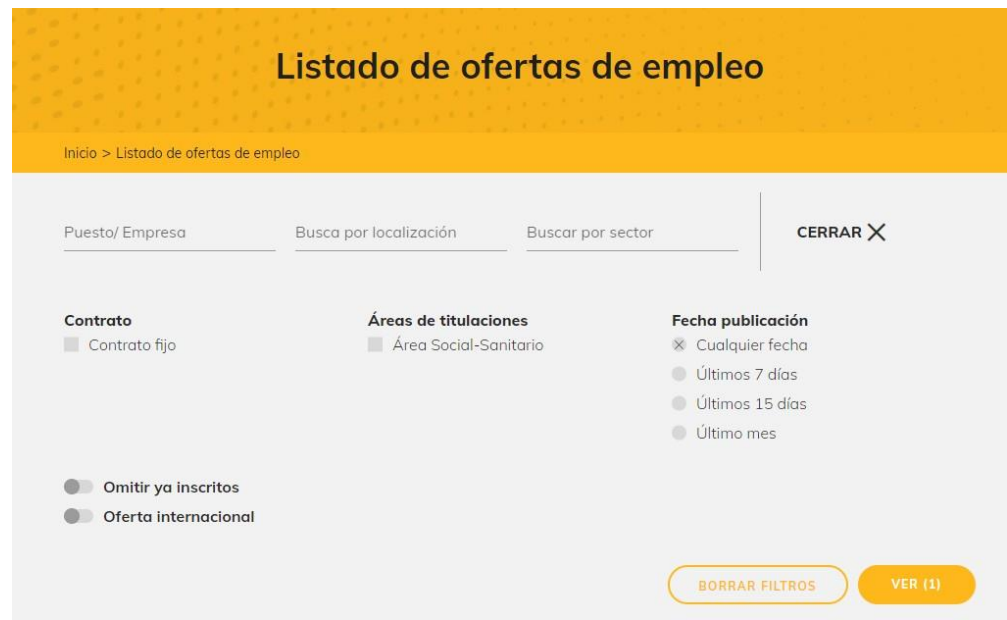 Listado de ofertas de empleo
Inicio > Listado de ofertas de empleo
Puesto/ Empresa
Busca por localización
Buscar por sector
CERRAR
Contrato
Contrato fijo
Áreas de titulaciones
Área Social-Sanitario
Fecha publicación
Cualquier fecha
Últimos 7 días
Últimos 15 días
Último mes
Omitir ya inscritos
Oferta internacional
BORRAR FILTROS
VER (1)